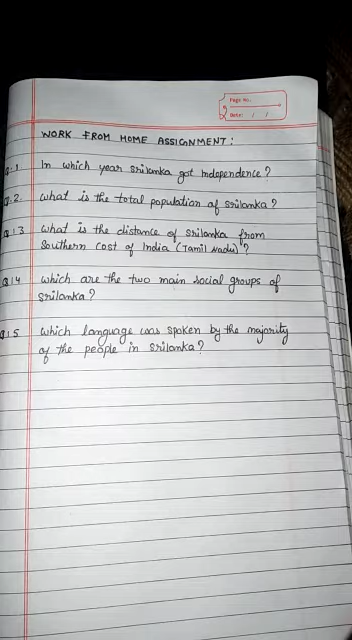 Page No.
Date: / /
WORK FROM HOME ASSIGNMENT:
Q.1. In which year srilanka got independence?
Q.2. what is the total population of srilanka?
Q.3 what is the distance of srilanka from
Southern Cost of India (Tamil Nadu)?
Q.4 which are the two main social groups of
srilanka?
Q.5 which language was spoken by the majority
of the people in srilanka?